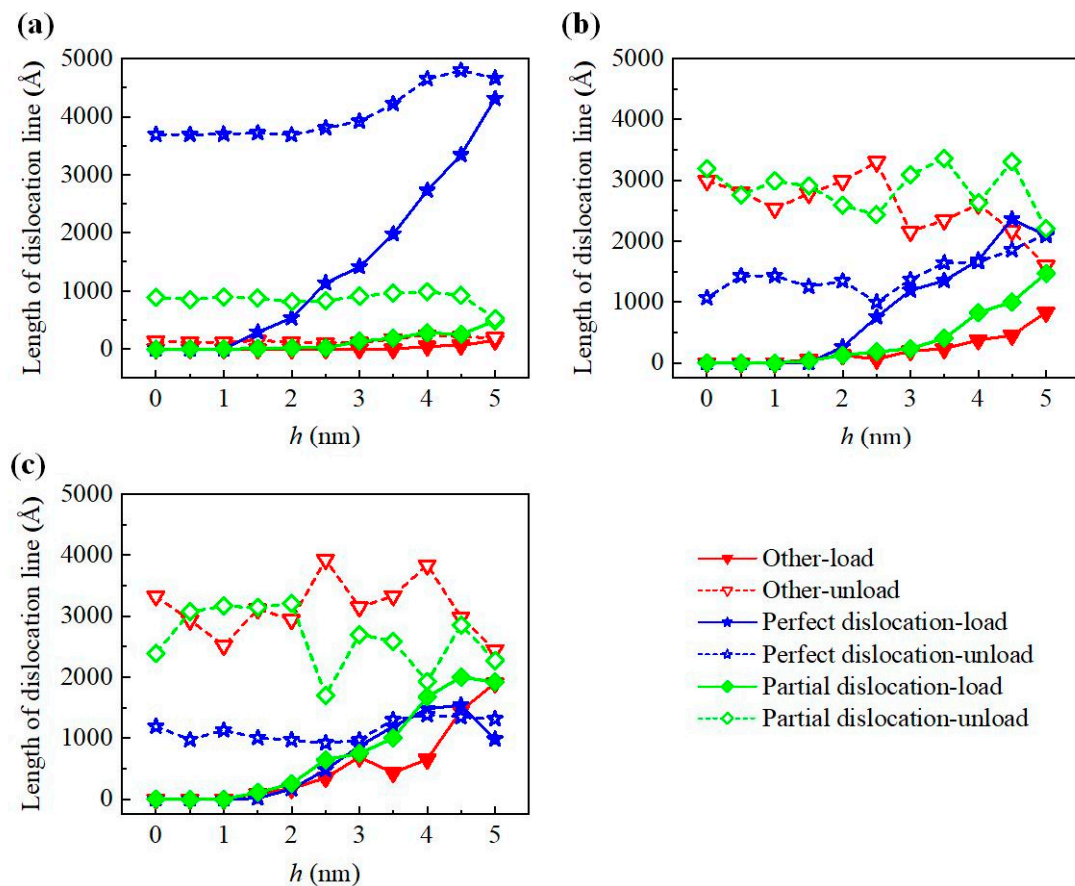 (a)
Length of dislocation line (Å)
5000
4000
3000
2000
1000
0
0 1 2 3 4 5
h (nm)
(b)
Length of dislocation line (Å)
5000
4000
3000
2000
1000
0
0 1 2 3 4 5
h (nm)
(c)
Length of dislocation line (Å)
5000
4000
3000
2000
1000
0
0 1 2 3 4 5
h (nm)
Other-load
Other-unload
Perfect dislocation-load
Perfect dislocation-unload
Partial dislocation-load
Partial dislocation-unload